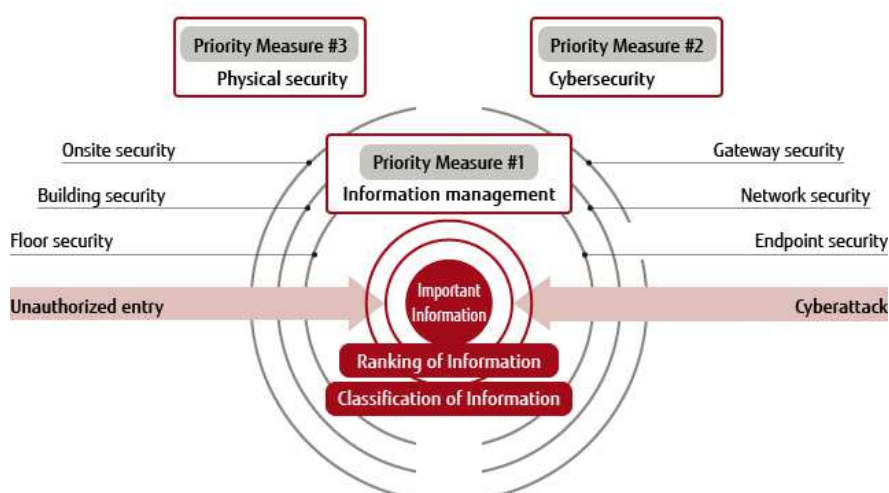 Priority Measure #3
Physical security
Priority Measure #2
Cybersecurity
Priority Measure #1
Information management
Onsite security
Building security
Floor security
Unauthorized entry
Gateway security
Network security
Endpoint security
Cyberattack
Important
Information
Ranking of Information
Classification of Information